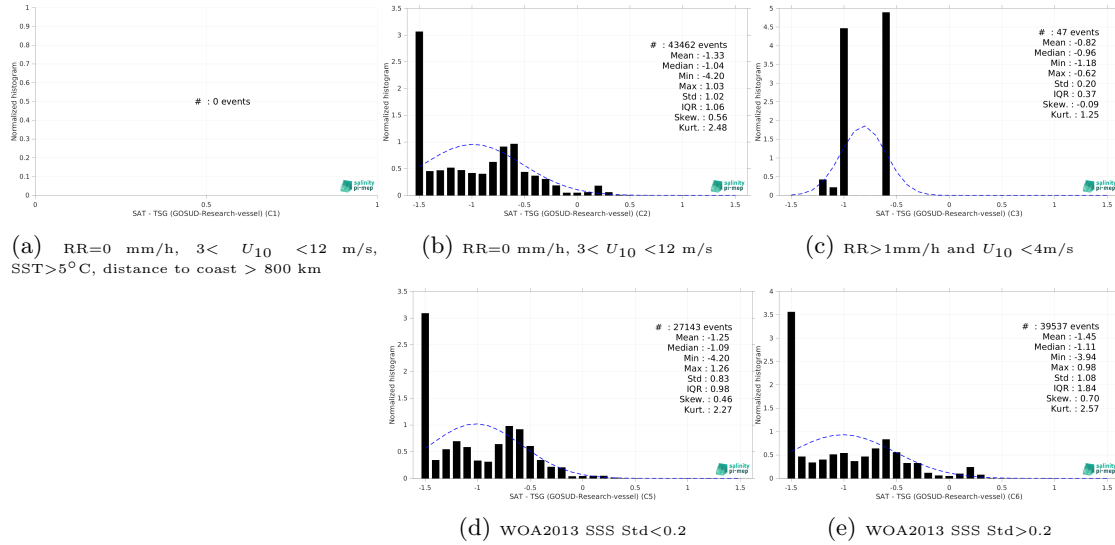 1
0.9
0.8
0.7
0.6
0.5
0.4
0.3
0.2
0.1
0
Normalized histogram
# : 0 events
salinity
pi-mep
0 0.5 1
SAT - TSG (GOSUD-Research-vessel) (C1)
(a) RR=0 mm/h, 3< U10 <12 m/s,
SST>5°C, distance to coast > 800 km
3.5
3
2.5
2
1.5
1
0.5
0
Normalized histogram
# : 43462 events
Mean : -1.33
Median : -1.04
Min : -4.20
Max : 1.03
Std : 1.02
IQR : 1.06
Skew. : 0.56
Kurt. : 2.48
salinity
pi-mep
-1.5 -1 -0.5 0 0.5 1 1.5
SAT - TSG (GOSUD-Research-vessel) (C2)
(b) RR=0 mm/h, 3< U10 <12 m/s
5
4.5
4
3.5
3
2.5
2
1.5
1
0.5
0
Normalized histogram
# : 47 events
Mean : -0.82
Median : -0.96
Min : -1.18
Max : -0.62
Std : 0.20
IQR : 0.37
Skew. : -0.09
Kurt. : 1.25
salinity
pi-mep
-1.5 -1 -0.5 0 0.5 1 1.5
SAT - TSG (GOSUD-Research-vessel) (C3)
(c) RR>1mm/h and U10 <4m/s
3.5
3
2.5
2
1.5
1
0.5
0
Normalized histogram
# : 27143 events
Mean : -1.25
Median : -1.09
Min : -4.20
Max : 1.26
Std : 0.83
IQR : 0.98
Skew. : 0.46
Kurt. : 2.27
salinity
pi-mep
-1.5 -1 -0.5 0 0.5 1 1.5
SAT - TSG (GOSUD-Research-vessel) (C5)
(d) WOA2013 SSS Std<0.2
4
3.5
3
2.5
2
1.5
1
0.5
0
Normalized histogram
# : 39537 events
Mean : -1.45
Median : -1.11
Min : -3.94
Max : 0.98
Std : 1.08
IQR : 1.84
Skew. : 0.70
Kurt. : 2.57
salinity
pi-mep
-1.5 -1 -0.5 0 0.5 1 1.5
SAT - TSG (GOSUD-Research-vessel) (C6)
(e) WOA2013 SSS Std>0.2